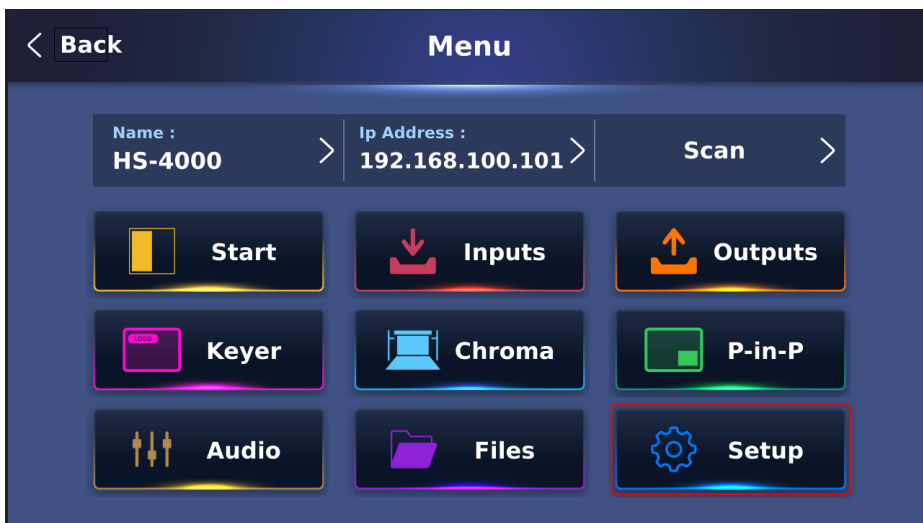 Back
Menu
Name :
HS-4000
Ip Address :
192.168.100.101
Scan
Start
Inputs
Outputs
LOGO
Keyer
Chroma
P-in-P
Audio
Files
Setup